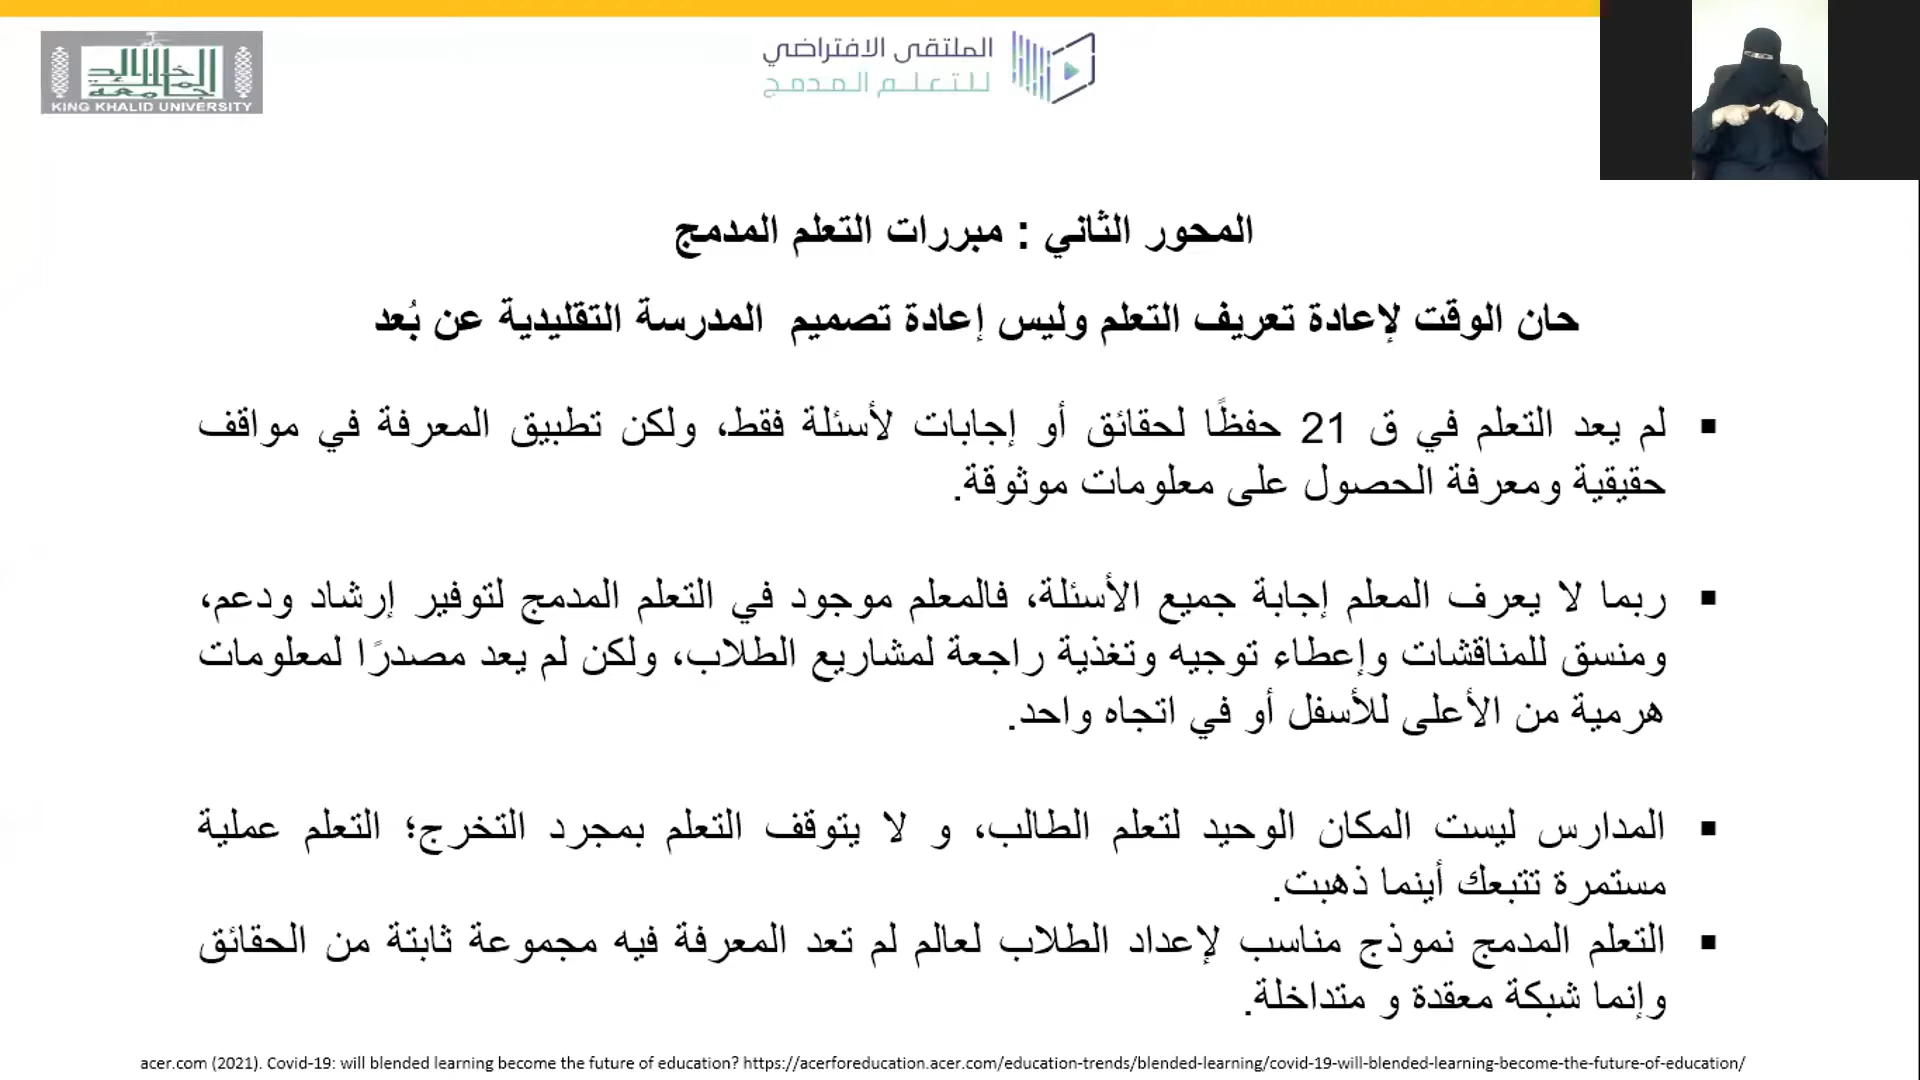 الملتقى الافتراضي
للتعلم المدمج
جامعة الملك خالد
KING KHALID UNIVERSITY
المحور الثاني : مبررات التعلم المدمج
حان الوقت لإعادة تعريف التعلم وليس إعادة تصميم المدرسة التقليدية عن بُعد
▪ لم يعد التعلم في ق 21 حفظًا لحقائق أو إجابات لأسئلة فقط، ولكن تطبيق المعرفة في مواقف
حقيقية ومعرفة الحصول على معلومات موثوقة.
▪ ربما لا يعرف المعلم إجابة جميع الأسئلة، فالمعلم موجود في التعلم المدمج لتوفير إرشاد ودعم،
ومنسق للمناقشات وإعطاء توجيه وتغذية راجعة لمشاريع الطلاب، ولكن لم يعد مصدرًا لمعلومات
هرمية من الأعلى للأسفل أو في اتجاه واحد.
▪ المدارس ليست المكان الوحيد لتعلم الطالب، و لا يتوقف التعلم بمجرد التخرج؛ التعلم عملية
مستمرة تتبعك أينما ذهبت.
▪ التعلم المدمج نموذج مناسب لإعداد الطلاب لعالم لم تعد المعرفة فيه مجموعة ثابتة من الحقائق
وإنما شبكة معقدة و متداخلة.
acer.com (2021). Covid-19: will blended learning become the future of education? https://acerforeducation.acer.com/education-trends/blended-learning/covid-19-will-blended-learning-become-the-future-of-education/